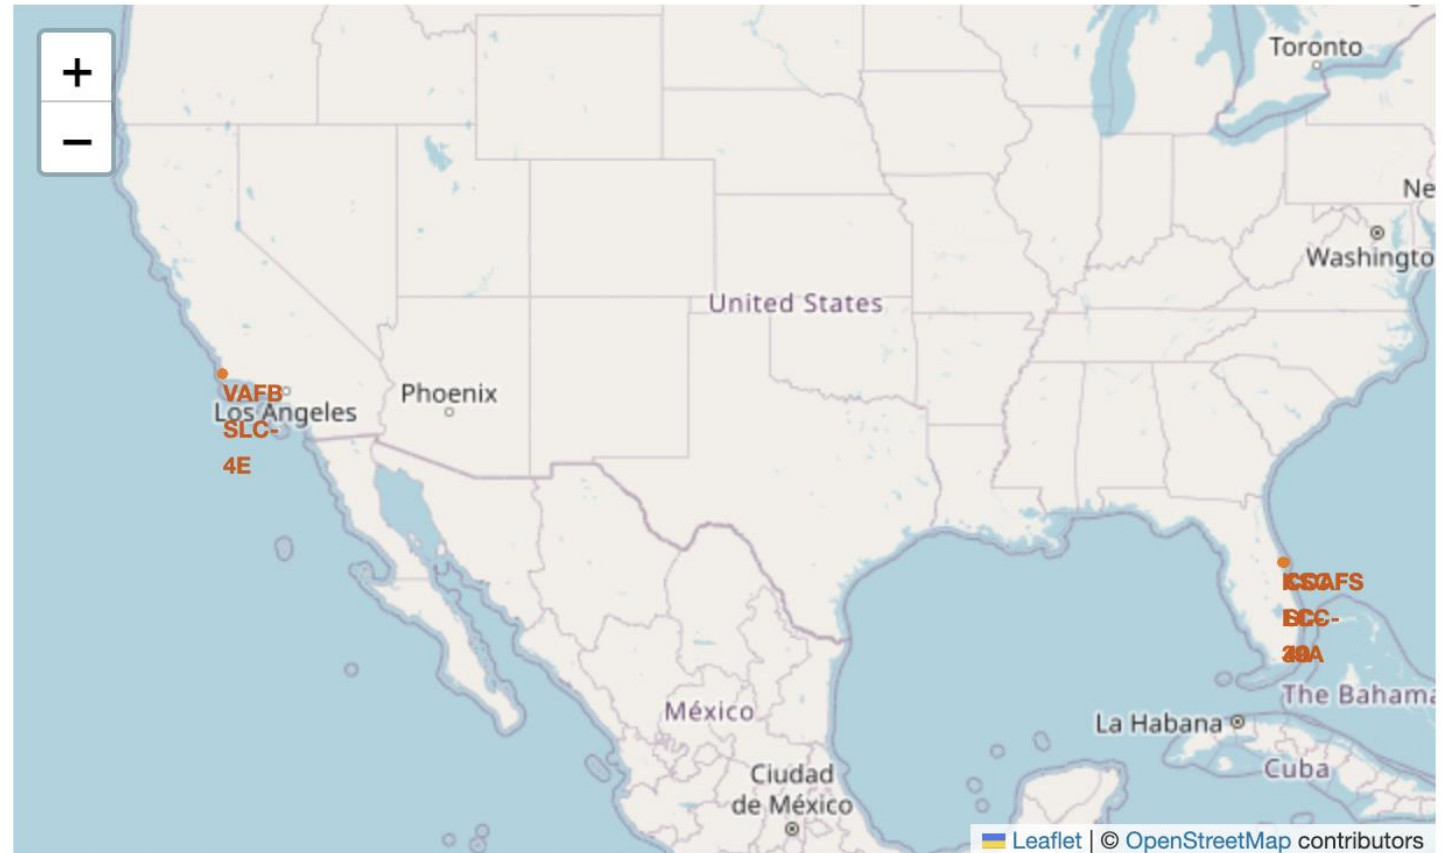 +
Toronto
−
Ne
Washingto
United States
VAFB
SLC-
4E
Los Angeles
Phoenix
The Bahama
México
La Habana
Cuba
Ciudad
de México
Leaflet | © OpenStreetMap contributors